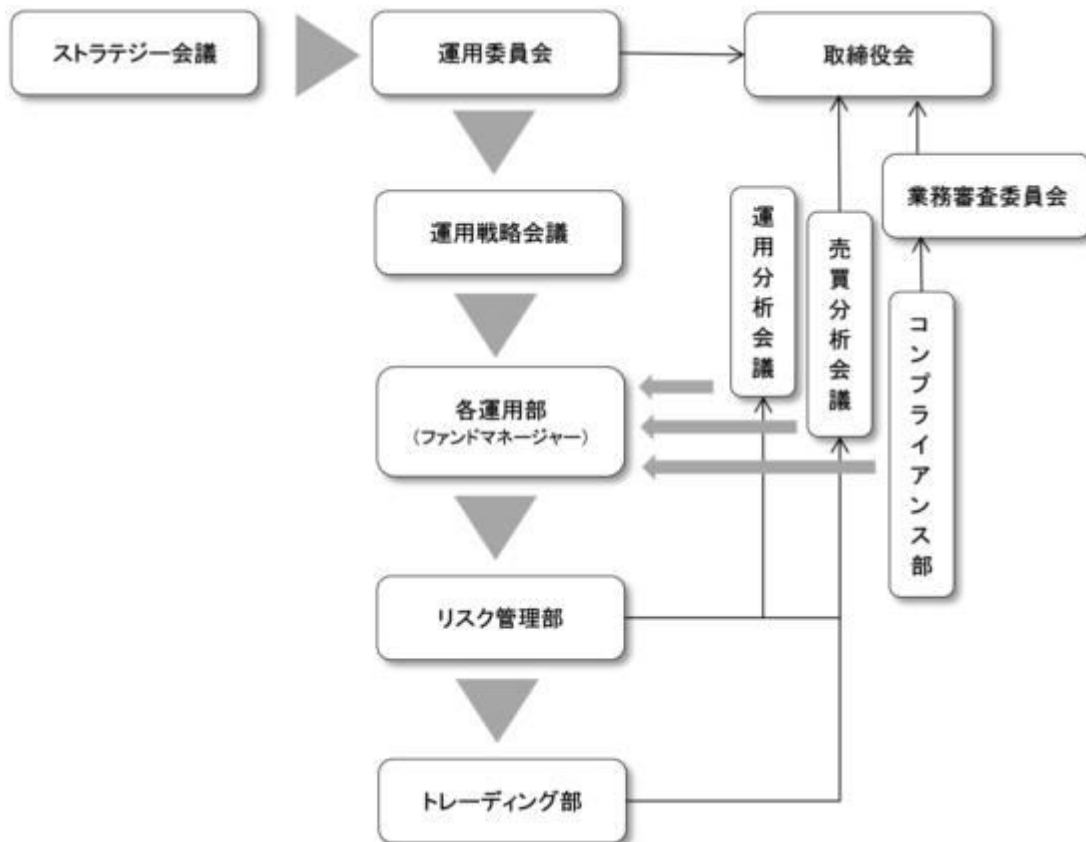 ストラテジー会議
運用委員会
取締役会
業務審査委員会
運用戦略会議
運用分析会議
売買分析会議
コンプライアンス部
各運用部
(ファンドマネージャー)
リスク管理部
トレーディング部